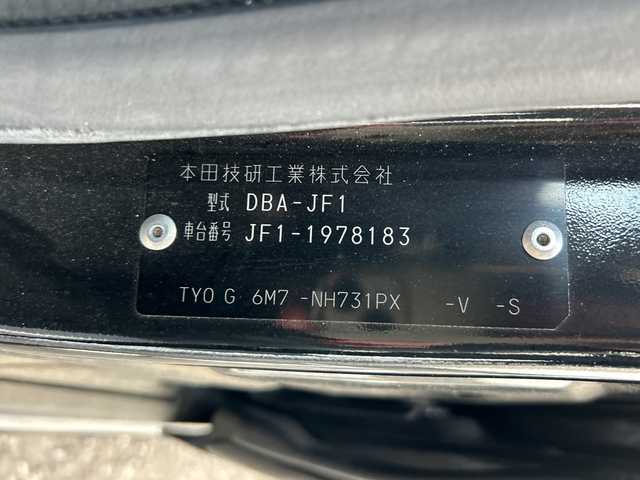 本田技研工業株式会社
型式 DBA-JF1
車台番号 JF1-1978183
TYO G 6M7 -NH731PX -V -S